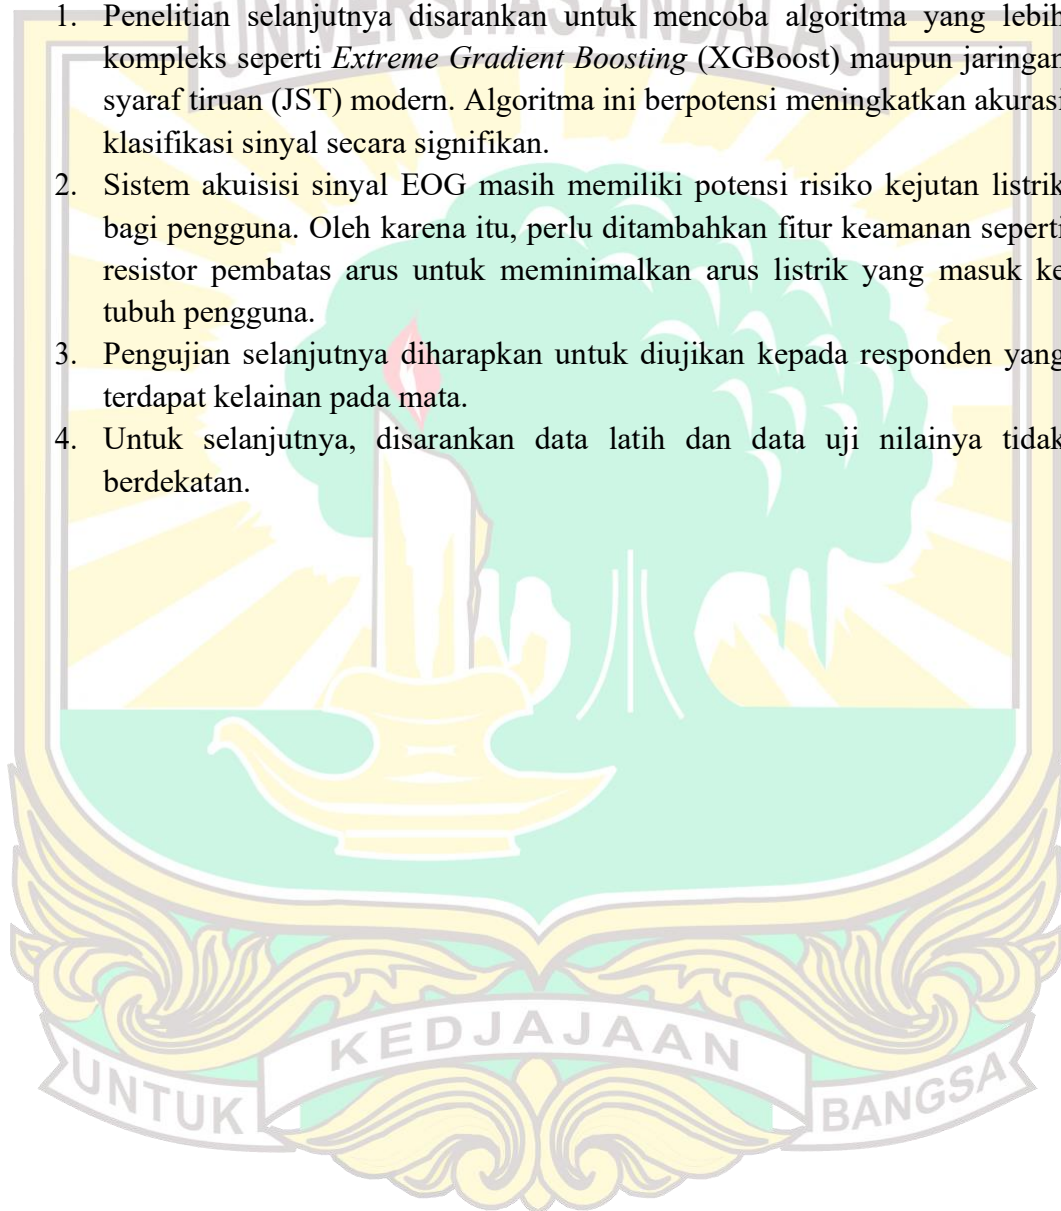 UNIVERSITAS ANDALAS
1. Penelitian selanjutnya disarankan untuk mencoba algoritma yang lebih
kompleks seperti Extreme Gradient Boosting (XGBoost) maupun jaringan
syaraf tiruan (JST) modern. Algoritma ini berpotensi meningkatkan akurasi
klasifikasi sinyal secara signifikan.
2. Sistem akuisisi sinyal EOG masih memiliki potensi risiko kejutan listrik
bagi pengguna. Oleh karena itu, perlu ditambahkan fitur keamanan seperti
resistor pembatas arus untuk meminimalkan arus listrik yang masuk ke
tubuh pengguna.
3. Pengujian selanjutnya diharapkan untuk diujikan kepada responden yang
terdapat kelainan pada mata.
4. Untuk selanjutnya, disarankan data latih dan data uji nilainya tidak
berdekatan.
UNTUK KEDJAJAAN BANGSA